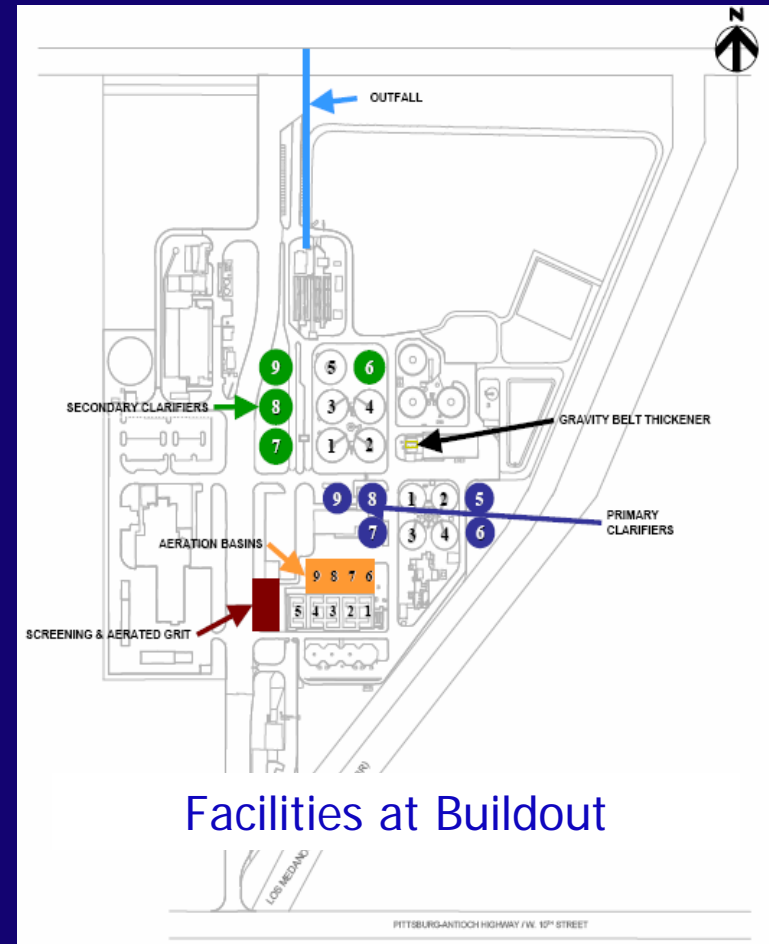 N
OUTFALL
9
5
6
SECONDARY CLARIFIERS
8
3
4
GRAVITY BELT THICKENER
7
1
2
9
8
1
2
5
PRIMARY
CLARIFIERS
7
3
4
6
AERATION BASINS
9 8 7 6
5 4 3 2 1
SCREENING & AERATED GRIT
Facilities at Buildout
LOS MEDANO
PITTSBURG-ANTIOCH HIGHWAY / W. 10TH STREET